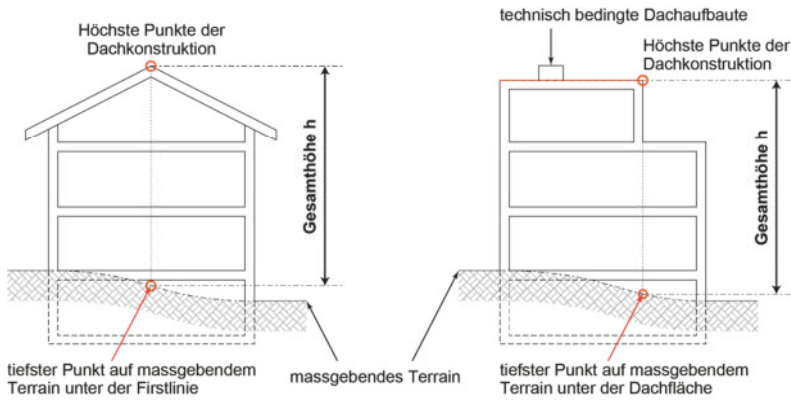 Höchste Punkte der
Dachkonstruktion
Gesamthöhe h
tiefster Punkt auf massgebendem
Terrain unter der Firstlinie
massgebendes Terrain
technisch bedingte Dachaufbaute
Höchste Punkte der
Dachkonstruktion
Gesamthöhe h
tiefster Punkt auf massgebendem
Terrain unter der Dachfläche